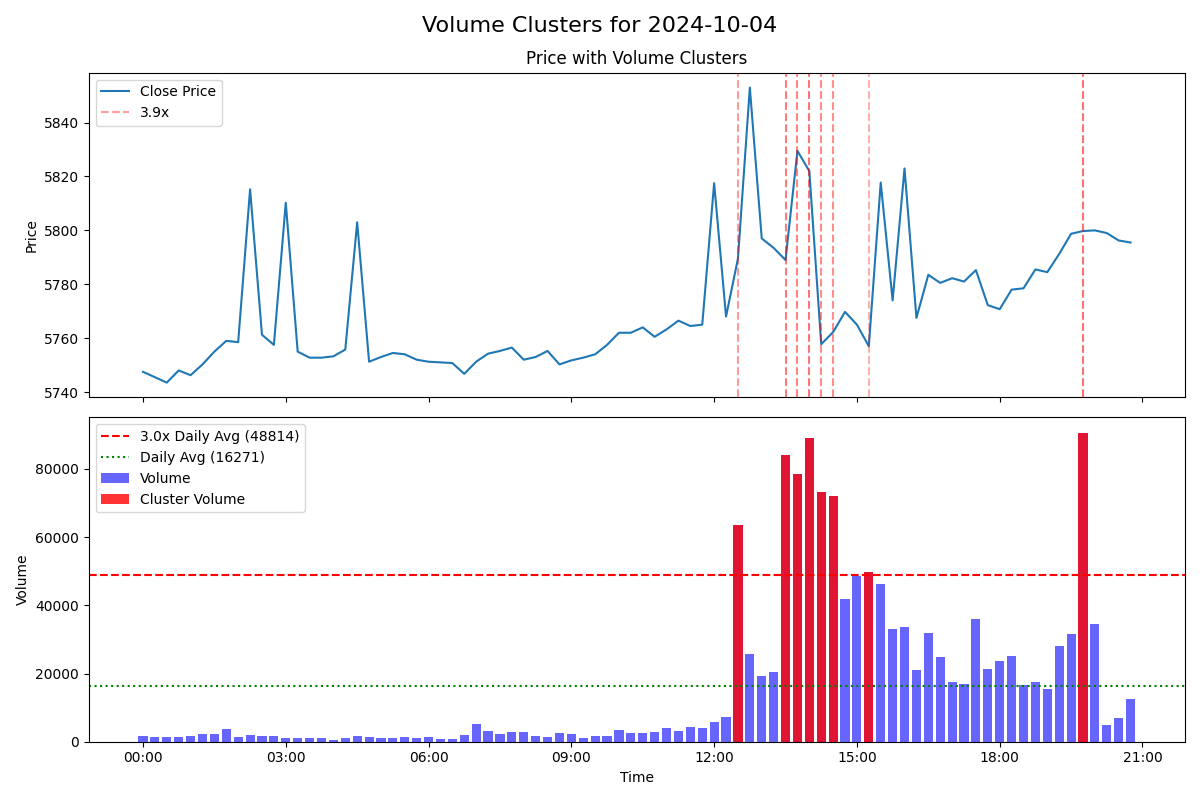 Volume Clusters for 2024-10-04
Price with Volume Clusters
Close Price
3.9x
5840
5820
5800
5780
5760
5740
Price
3.0x Daily Avg (48814)
Daily Avg (16271)
Volume
Cluster Volume
80000
60000
40000
20000
0
Volume
00:00
03:00
06:00
09:00
12:00
15:00
18:00
21:00
Time